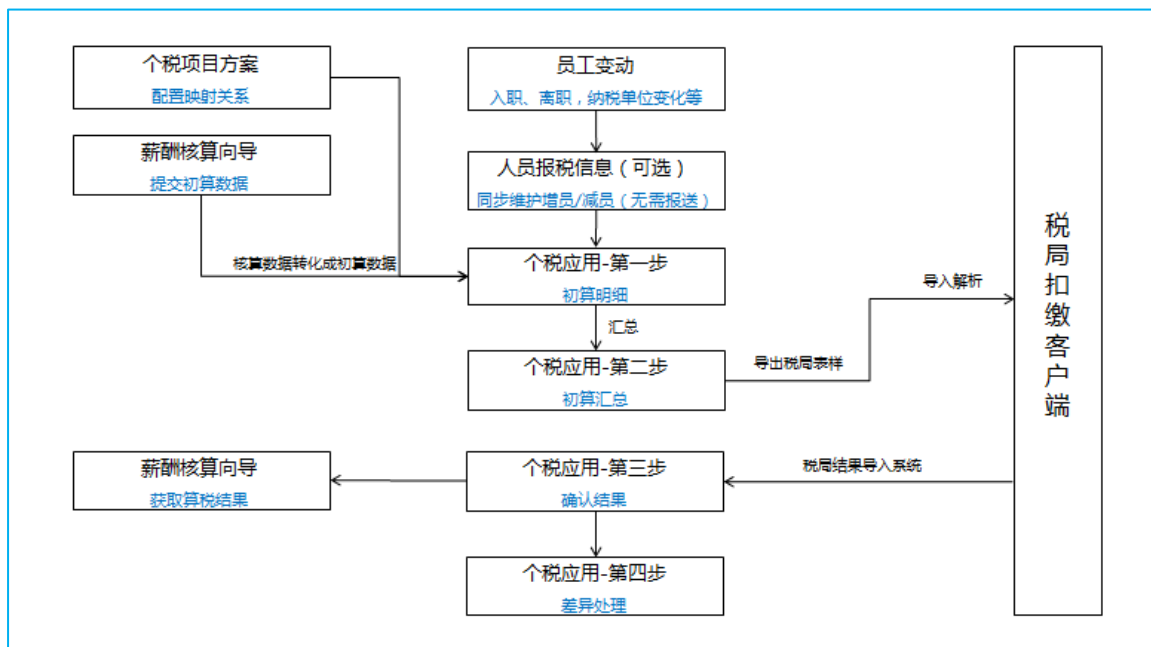 个税项目方案
配置映射关系
员工变动
入职、离职，纳税单位变化等
薪酬核算向导
提交初算数据
人员报税信息（可选）
同步维护增员/减员（无需报送）
核算数据转化成初算数据
个税应用-第一步
初算明细
导入解析
汇总
个税应用-第二步
初算汇总
导出税局表样
税局扣缴客户端
薪酬核算向导
获取算税结果
个税应用-第三步
确认结果
税局结果导入系统
个税应用-第四步
差异处理